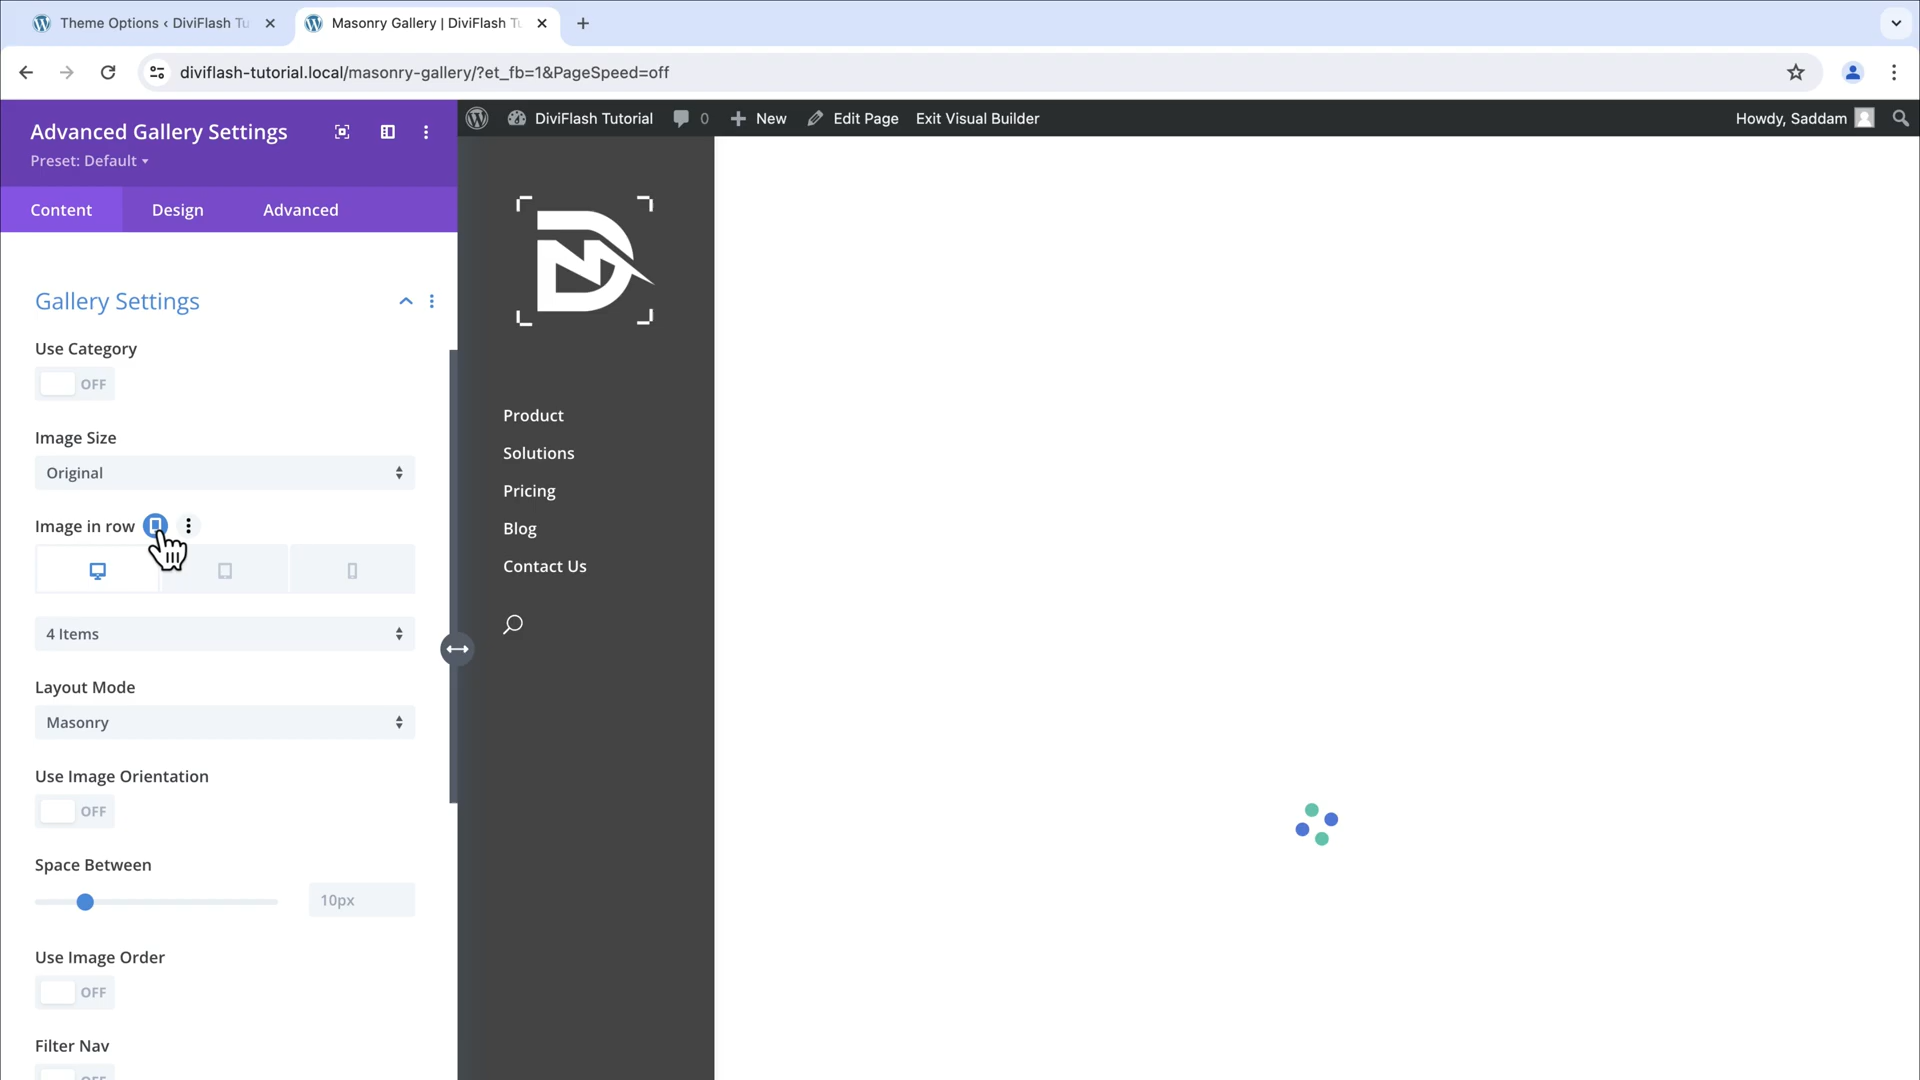 Theme Options ‹ DiviFlash Tu
Masonry Gallery | DiviFlash Tu
diviflash-tutorial.local/masonry-gallery/?et_fb=1&PageSpeed=off
DiviFlash Tutorial
0
New
Edit Page
Exit Visual Builder
Howdy, Saddam
Advanced Gallery Settings
Preset: Default
Content
Design
Advanced
Gallery Settings
Use Category
OFF
Image Size
Original
Image in row
4 Items
Layout Mode
Masonry
Use Image Orientation
OFF
Space Between
10px
Use Image Order
OFF
Filter Nav
OFF
Product
Solutions
Pricing
Blog
Contact Us